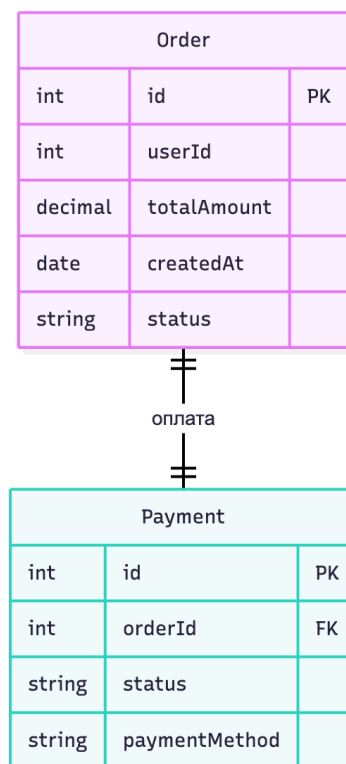 Order
int id PK
int userId
decimal totalAmount
date createdAt
string status
оплата
Payment
int id PK
int orderId FK
string status
string paymentMethod